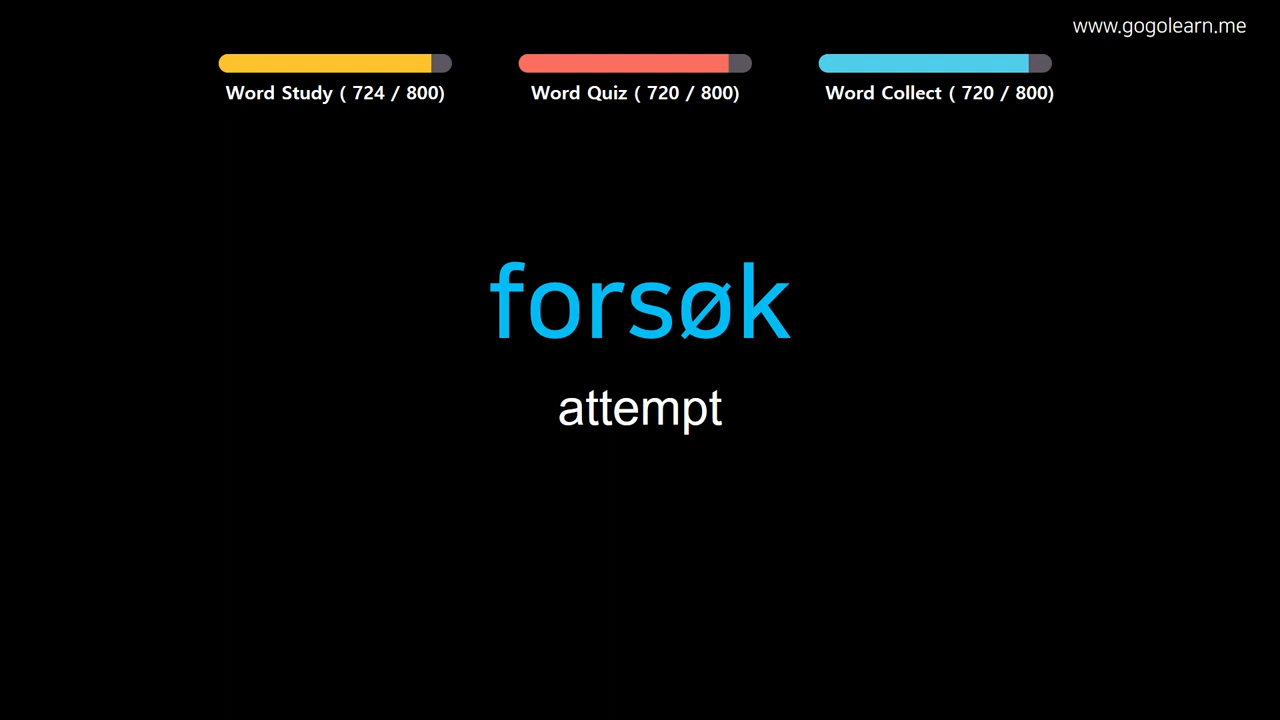 www.gogolearn.me
Word Study ( 724 / 800)
Word Quiz ( 720 / 800)
Word Collect ( 720 / 800)
forsøk
attempt